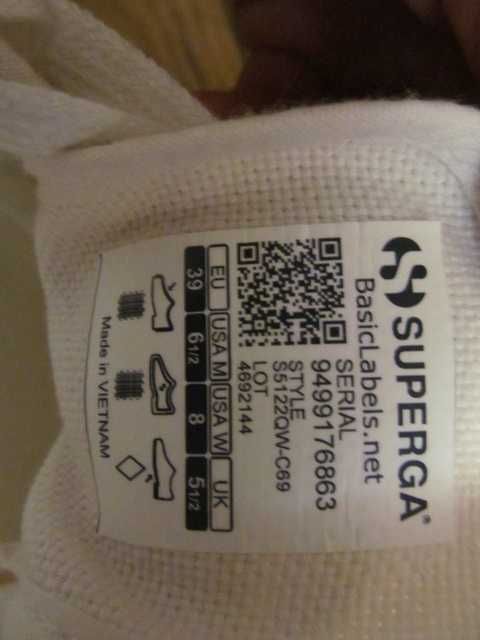 SUPERGA®
BasicLabels.net
SERIAL
9499176863
STYLE
S5122QW-C69
LOT
4692144
EU USA M USA W UK
39 6 1/2 8 5 1/2
Made in VIETNAM